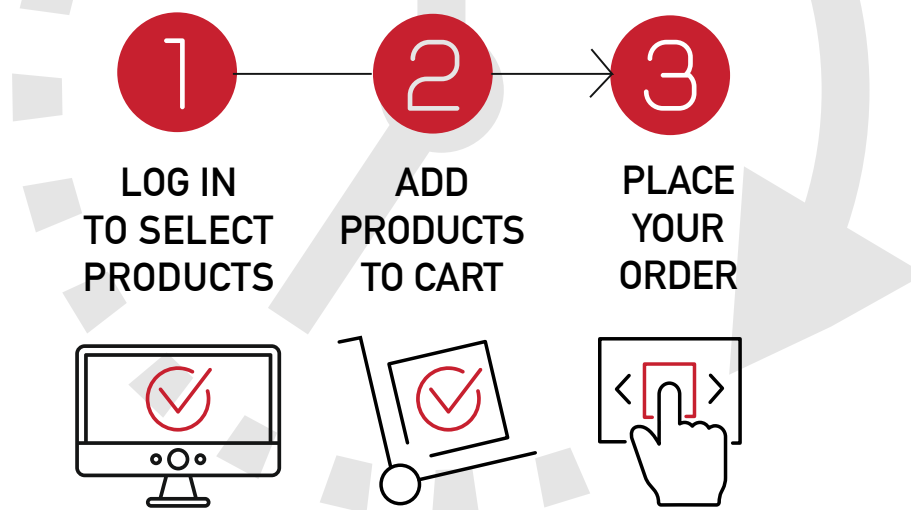 1
2
3
LOG IN
TO SELECT
PRODUCTS
ADD
PRODUCTS
TO CART
PLACE
YOUR
ORDER